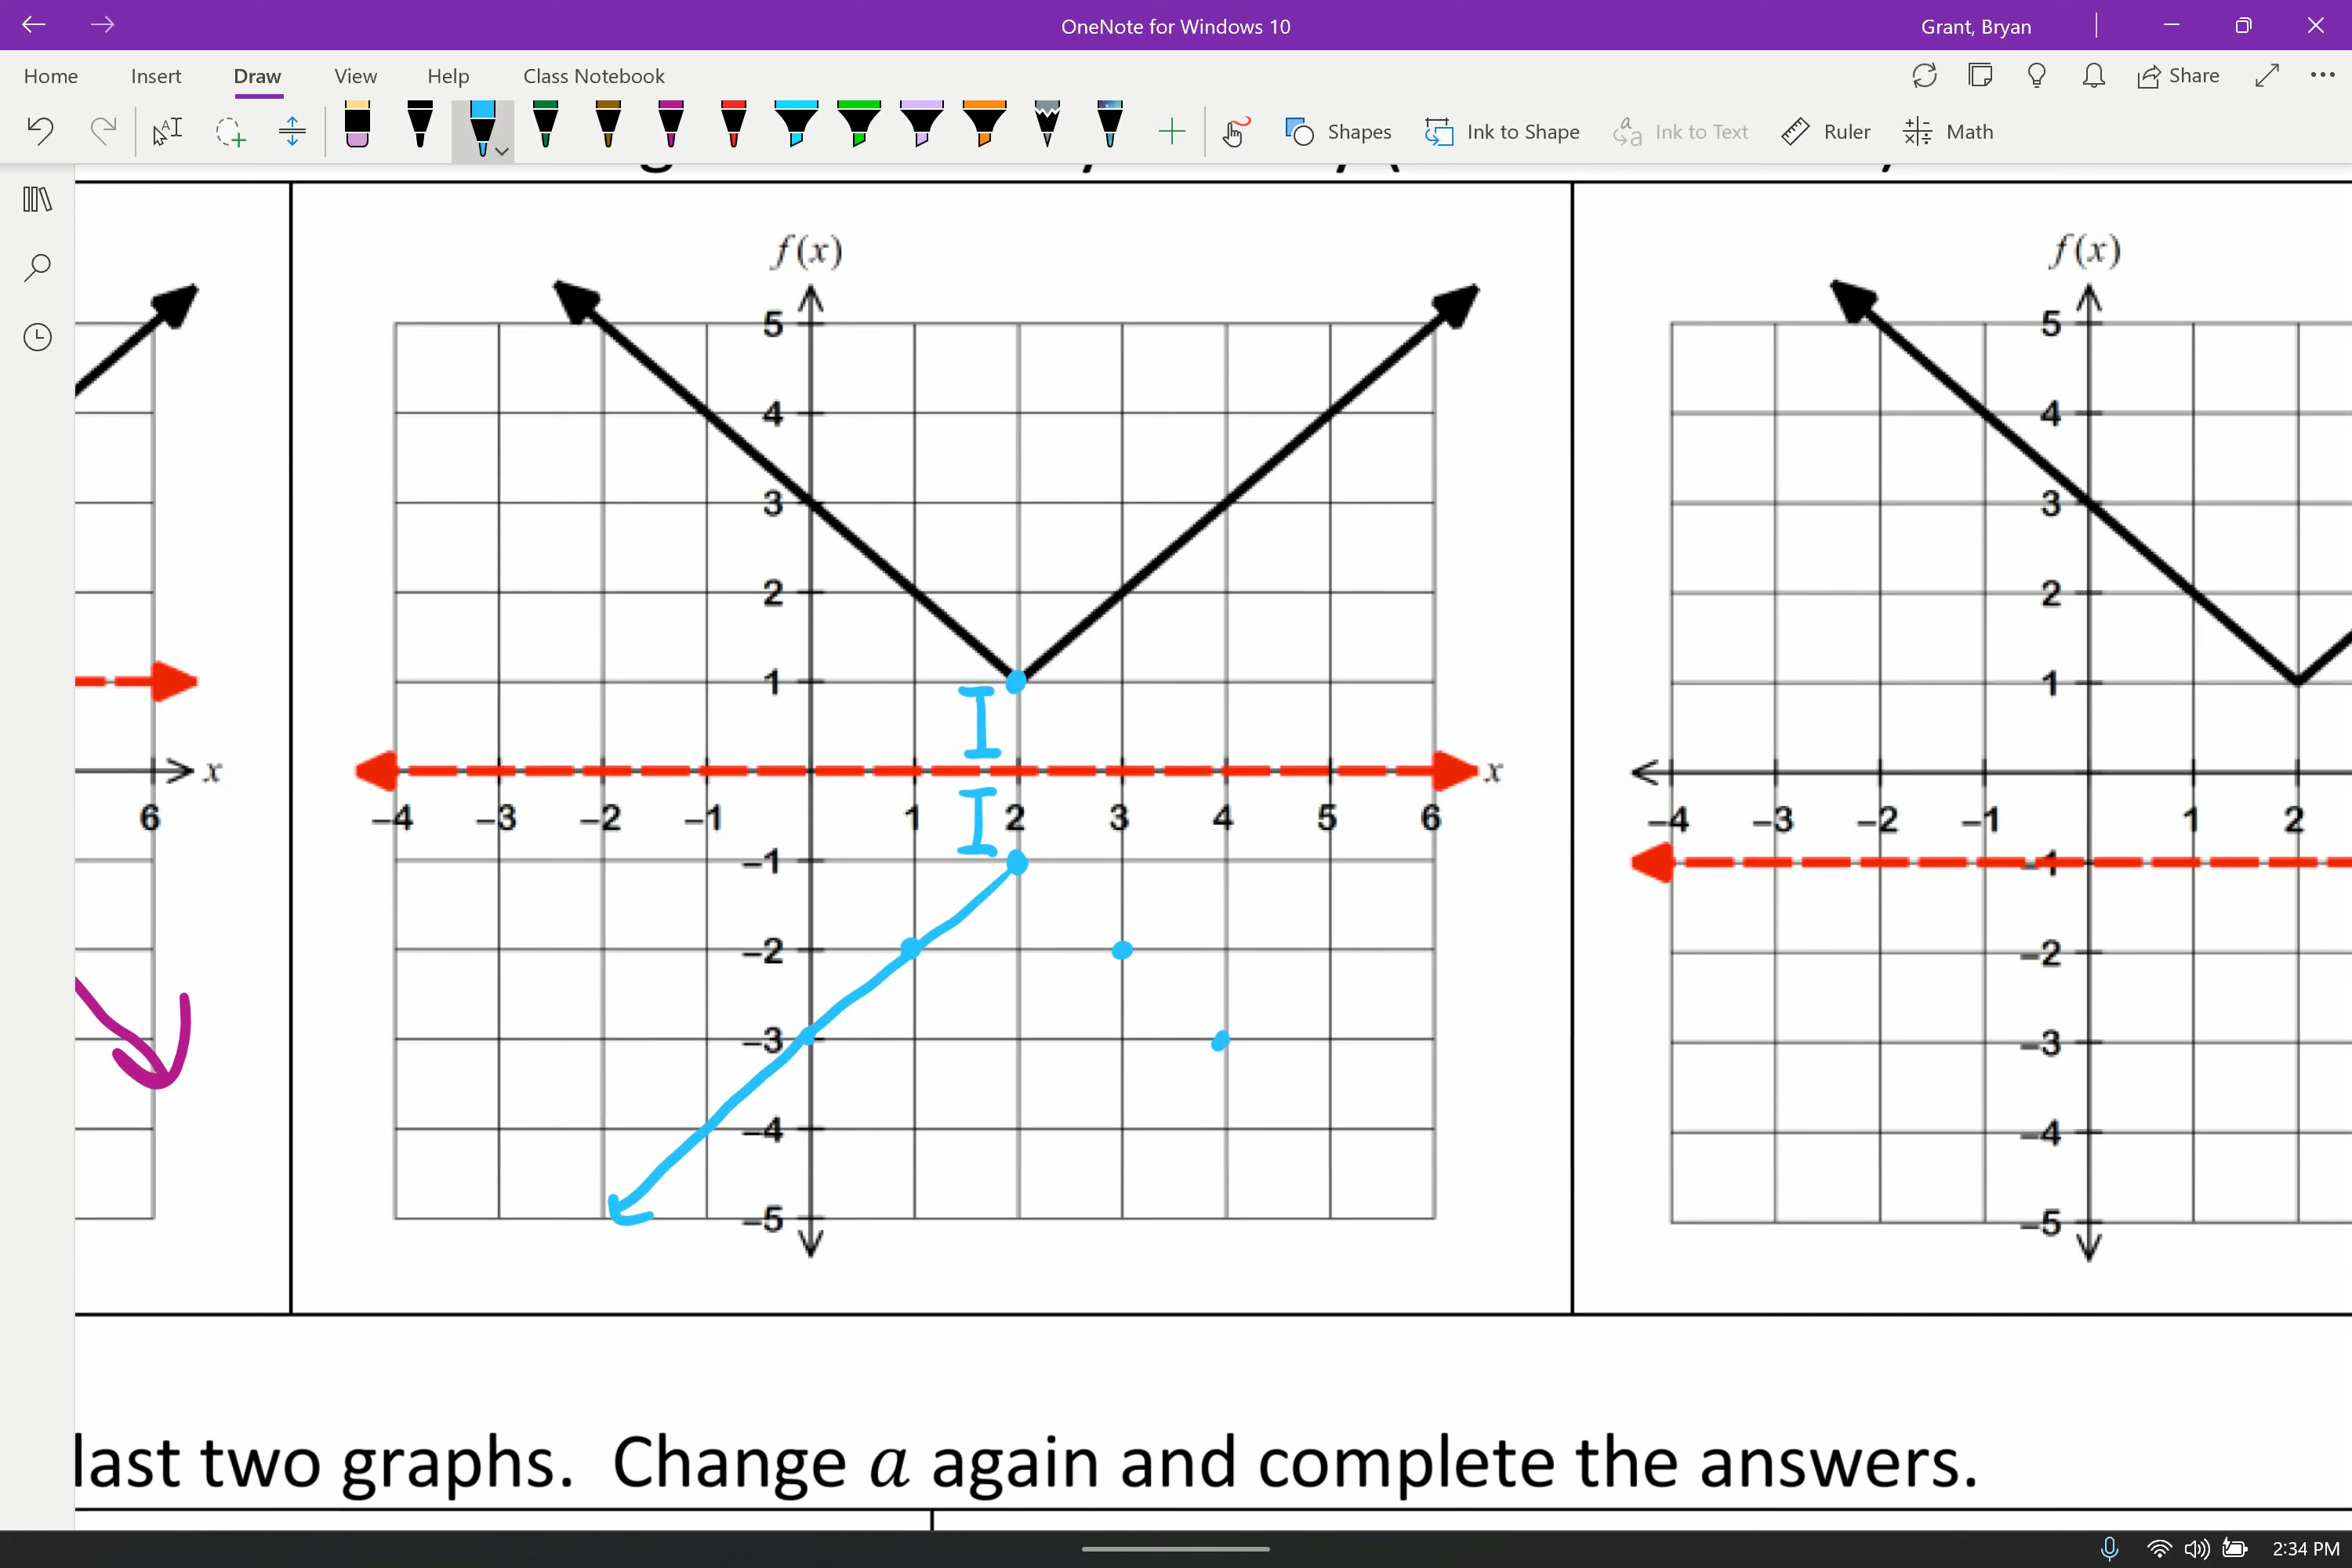 OneNote for Windows 10
Grant, Bryan
Home Insert Draw View Help Class Notebook
Share
Shapes Ink to Shape Ink to Text Ruler Math
f(x)
5
4
3
2
1
-4 -3 -2 -1 1 2 3 4 5 6
x
-1
-2
-3
-4
-5
f(x)
5
4
3
2
1
-4 -3 -2 -1 1 2
-1
-2
-3
-4
-5
x
6
last two graphs. Change a again and complete the answers.
2:34 PM